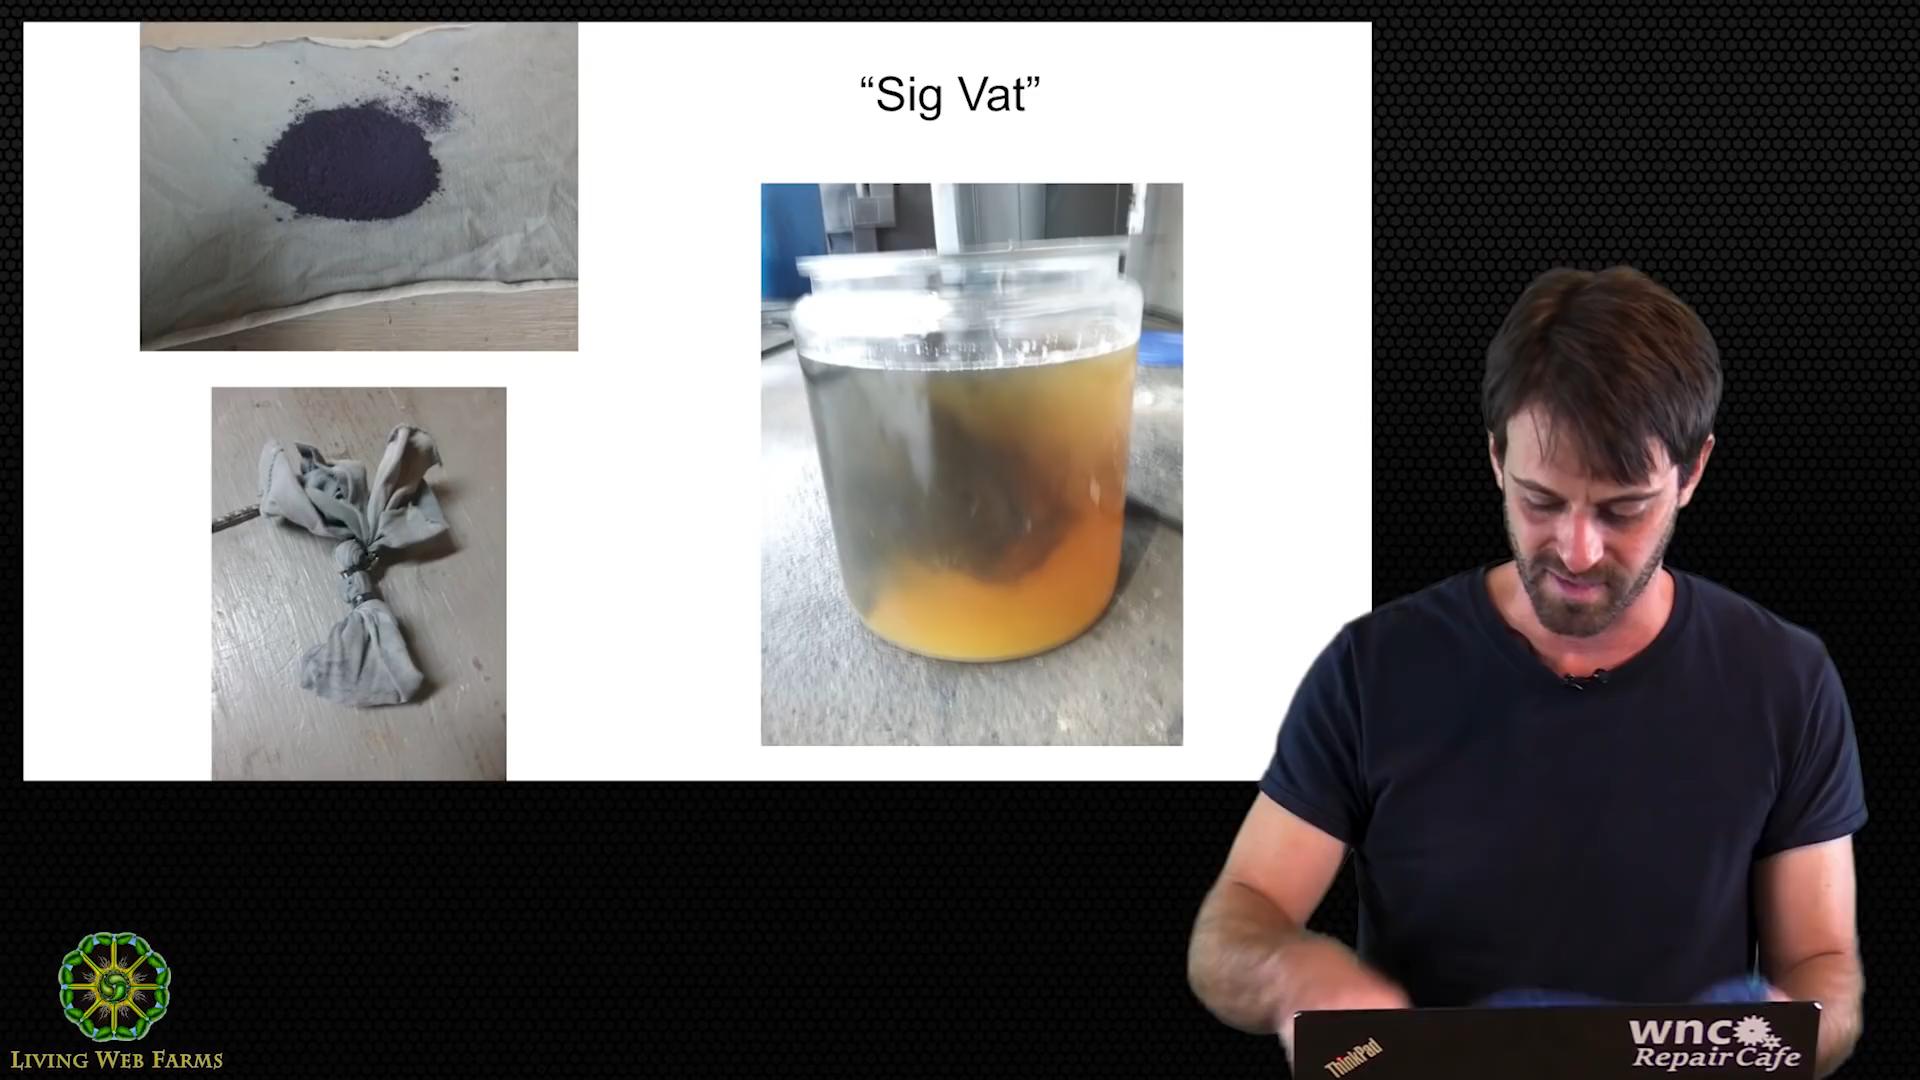 “Sig Vat”
LIVING WEB FARMS
ThinkPad
wnc
Repair Cafe